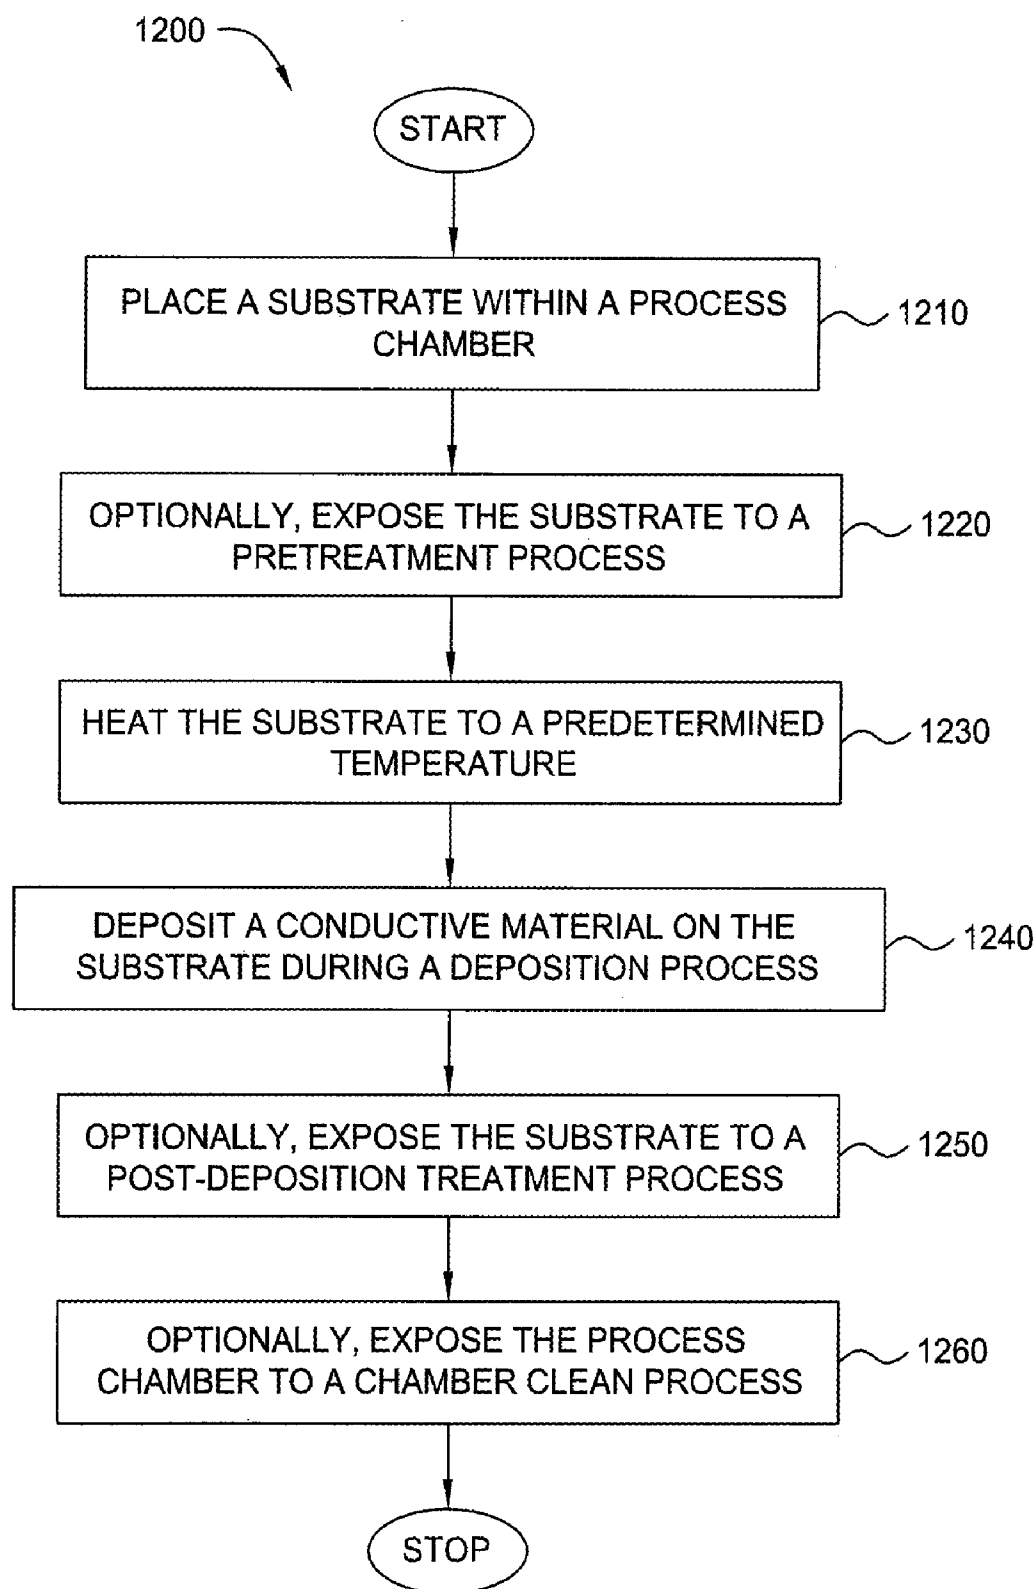 1200
START
PLACE A SUBSTRATE WITHIN A PROCESS
CHAMBER
1210
OPTIONALLY, EXPOSE THE SUBSTRATE TO A
PRETREATMENT PROCESS
1220
HEAT THE SUBSTRATE TO A PREDETERMINED
TEMPERATURE
1230
DEPOSIT A CONDUCTIVE MATERIAL ON THE
SUBSTRATE DURING A DEPOSITION PROCESS
1240
OPTIONALLY, EXPOSE THE SUBSTRATE TO A
POST-DEPOSITION TREATMENT PROCESS
1250
OPTIONALLY, EXPOSE THE PROCESS
CHAMBER TO A CHAMBER CLEAN PROCESS
1260
STOP